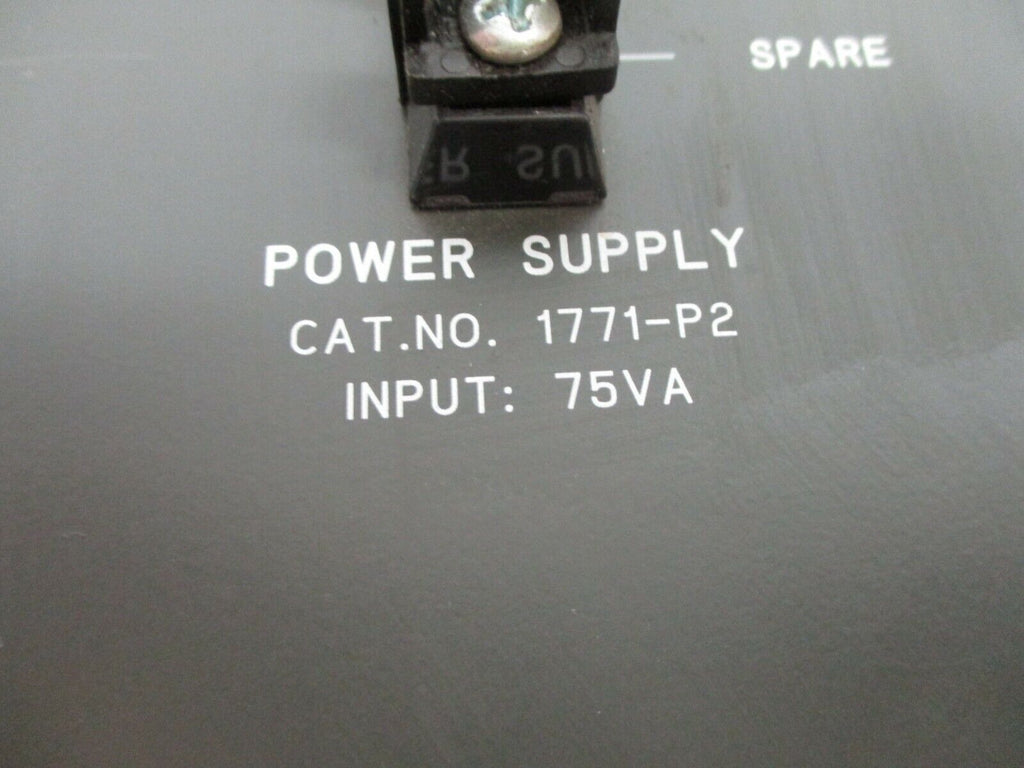 SPARE
POWER SUPPLY
CAT.NO. 1771-P2
INPUT: 75VA